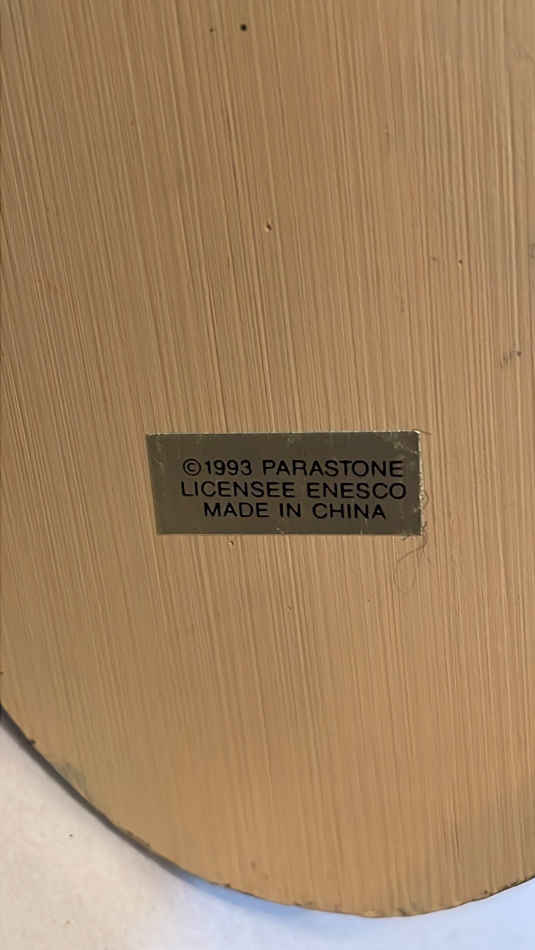 ©1993 PARASTONE
LICENSEE ENESCO
MADE IN CHINA